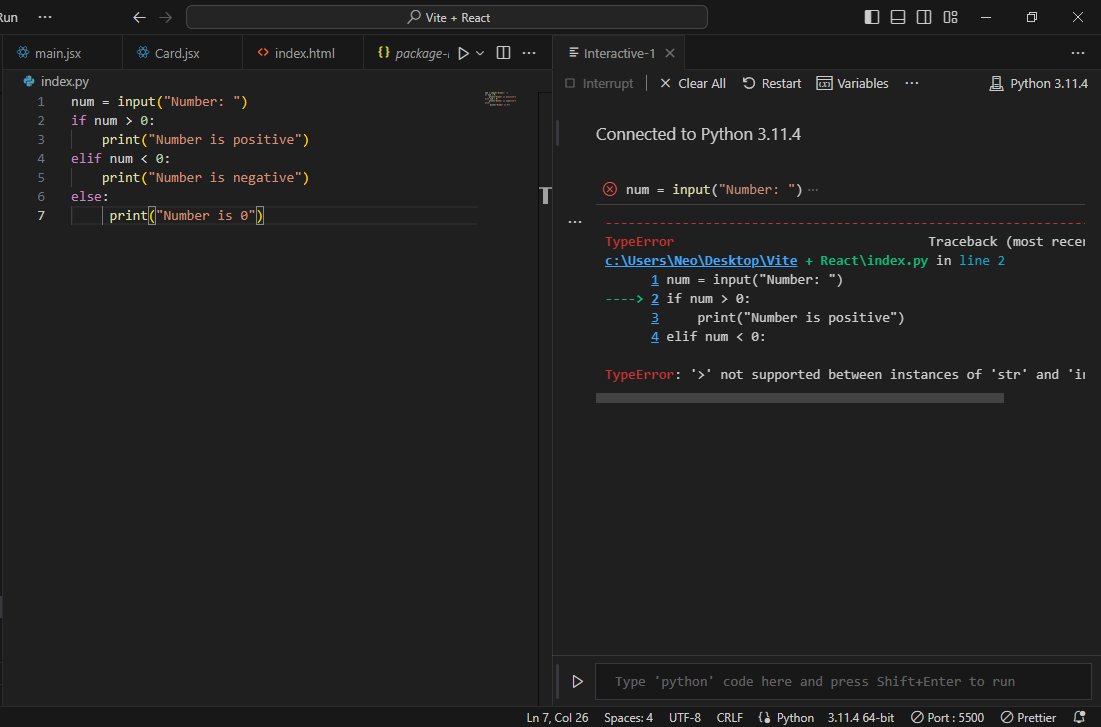 Run ···
Vite + React
main.jsx Card.jsx index.html {} package-
Interactive-1
index.py
Interrupt Clear All Restart Variables ··· Python 3.11.4
1 num = input("Number: ")
2 if num > 0:
3 print("Number is positive")
4 elif num < 0:
5 print("Number is negative")
6 else:
7 print("Number is 0")
Connected to Python 3.11.4
num = input("Number: ") ···
---------------------------------------------------------------
TypeError Traceback (most recen
c:\Users\Neo\Desktop\Vite + React\index.py in line 2
1 num = input("Number: ")
----> 2 if num > 0:
3 print("Number is positive")
4 elif num < 0:
TypeError: '>' not supported between instances of 'str' and 'in
Type 'python' code here and press Shift+Enter to run
Ln 7, Col 26 Spaces: 4 UTF-8 CRLF Python 3.11.4 64-bit Port : 5500 Prettier